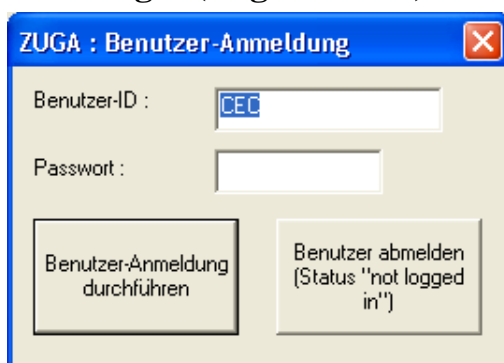 ZUGA : Benutzer-Anmeldung
Benutzer-ID :
CEC
Passwort :
Benutzer-Anmeldung
durchführen
Benutzer abmelden
(Status "not logged
in")